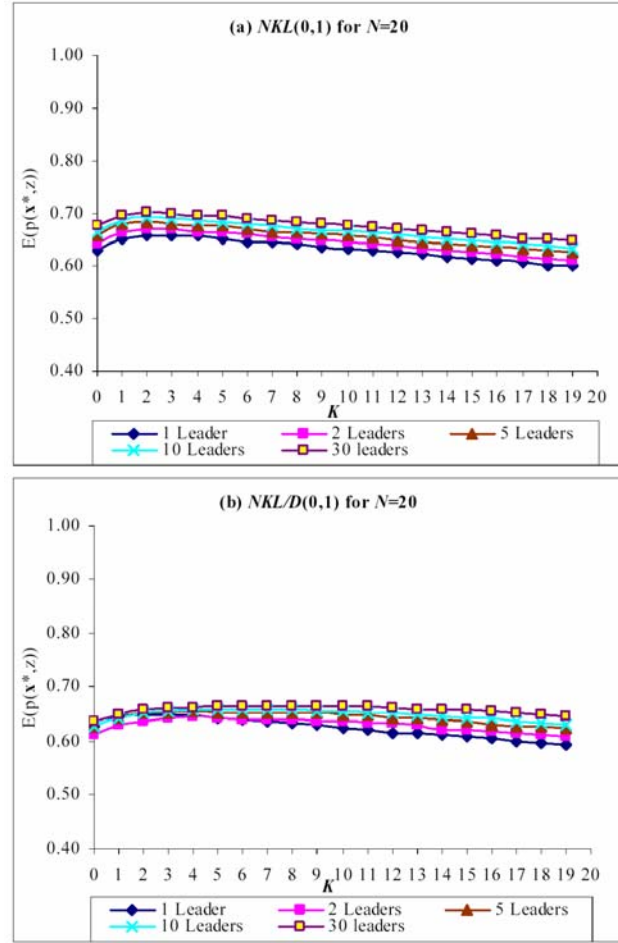 (a) NKL(0,1) for N=20
1.00
0.90
0.80
0.70
0.60
0.50
0.40
E(p(x*,z))
0 1 2 3 4 5 6 7 8 9 10 11 12 13 14 15 16 17 18 19 20
K
1 Leader 2 Leaders 5 Leaders
10 Leaders 30 leaders
(b) NKL/D(0,1) for N=20
1.00
0.90
0.80
0.70
0.60
0.50
0.40
E(p(x*,z))
0 1 2 3 4 5 6 7 8 9 10 11 12 13 14 15 16 17 18 19 20
K
1 Leader 2 Leaders 5 Leaders
10 Leaders 30 leaders